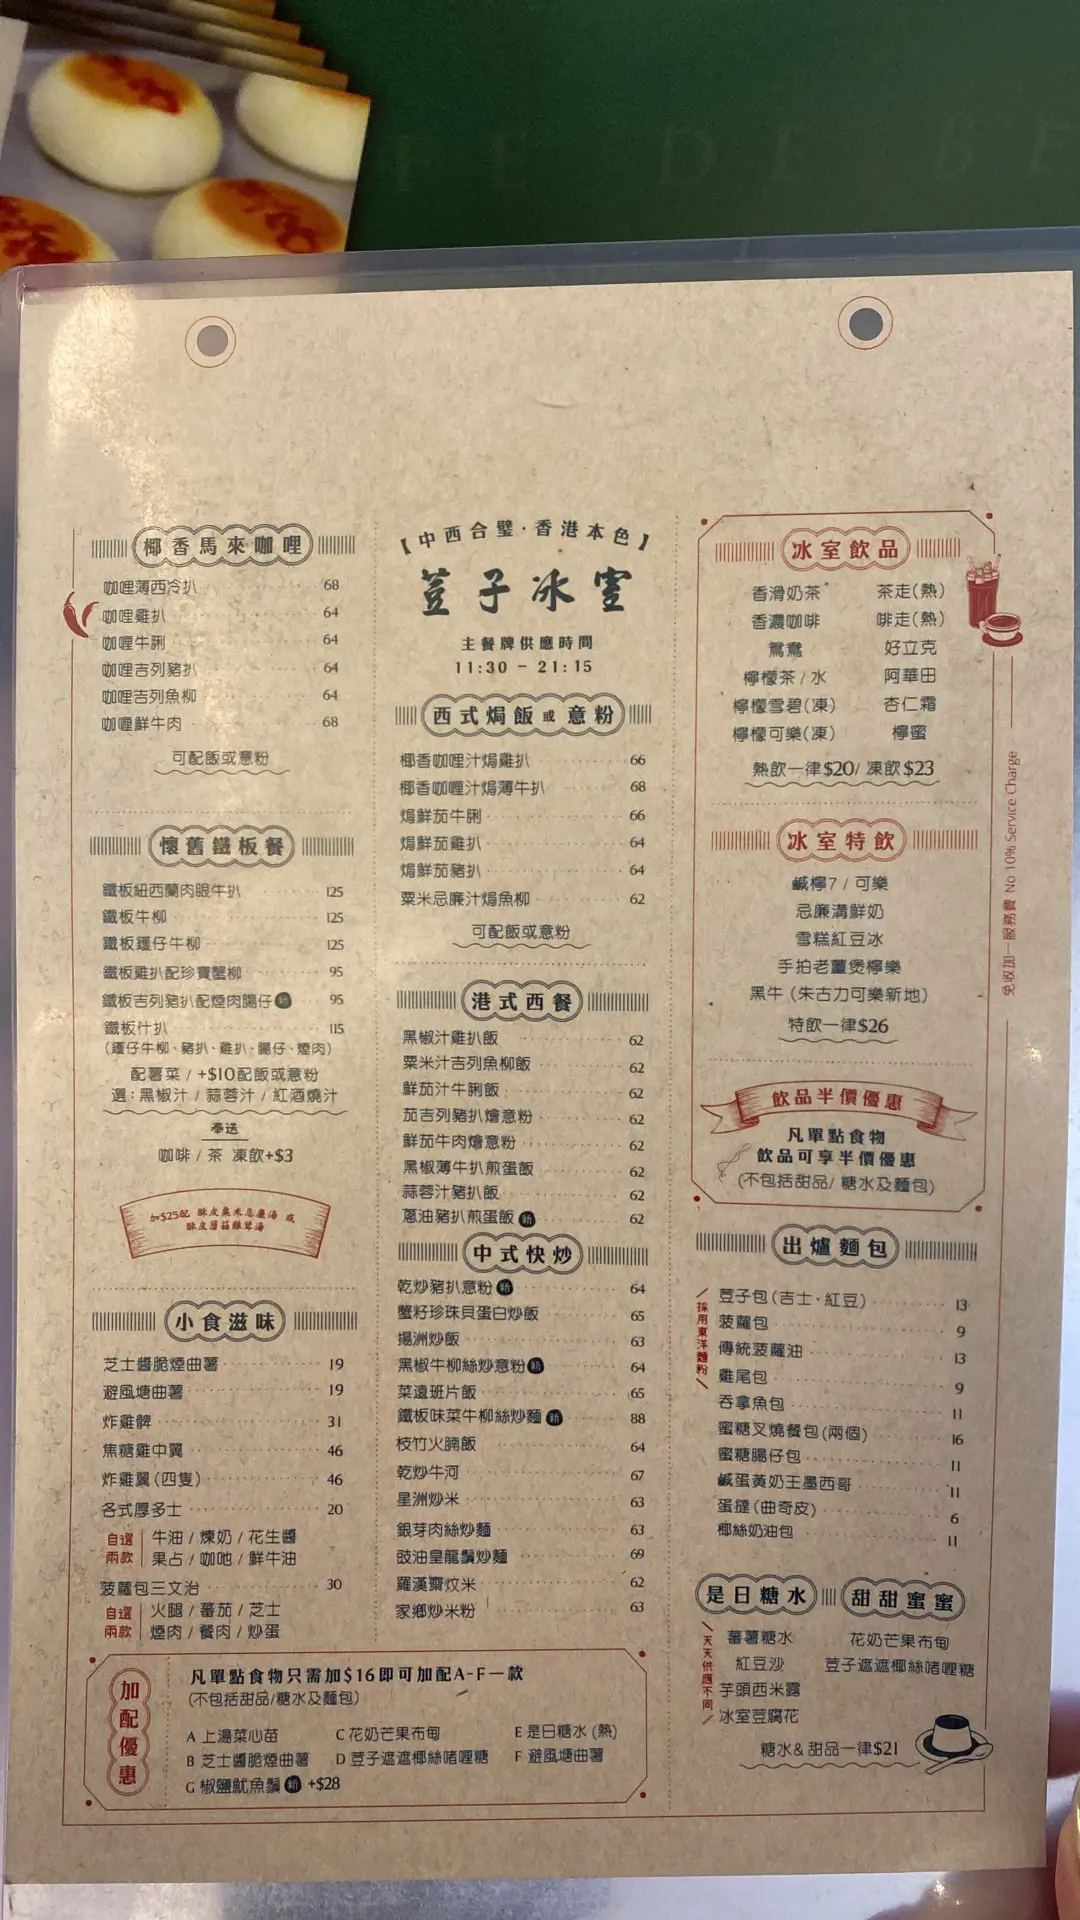 椰香馬來咖哩
咖哩薄西冷扒 68
咖哩雞扒 64
咖哩牛脷 64
咖哩吉列豬扒 64
咖哩吉列魚柳 64
咖哩鮮牛肉 68
可配飯或意粉
懷舊鐵板餐
鐵板紐西蘭肉眼牛扒 125
鐵板牛柳 125
鐵板鑊仔牛柳 125
鐵板雞扒配珍寶蟹柳 95
鐵板吉列豬扒配煙肉腸仔 新 95
鐵板什扒 115
(鑊仔牛柳、豬扒、雞扒、腸仔、煙肉)
配薯菜 / +$10配飯或意粉
選：黑椒汁 / 蒜蓉汁 / 紅酒燒汁
奉送
咖啡 / 茶 凍飲+$3
加$25配 酥皮粟米忌廉湯 或
酥皮蘑菇雞茸湯
小食滋味
芝士醬脆煙曲薯 19
避風塘曲薯 19
炸雞髀 31
焦糖雞中翼 46
炸雞翼(四隻) 46
各式厚多士 20
自選兩款
牛油 / 煉奶 / 花生醬
果占 / 咖吔 / 鮮牛油
菠蘿包三文治 30
自選兩款
火腿 / 蕃茄 / 芝士
煙肉 / 餐肉 / 炒蛋
【中西合璧·香港本色】
荳子冰室
主餐牌供應時間
11:30 - 21:15
西式焗飯或意粉
椰香咖哩汁焗雞扒 66
椰香咖喱汁焗薄牛扒 68
焗鮮茄牛脷 66
焗鮮茄雞扒 64
焗鮮茄豬扒 64
粟米忌廉汁焗魚柳 62
可配飯或意粉
港式西餐
黑椒汁雞扒飯 62
粟米汁吉列魚柳飯 62
鮮茄汁牛脷飯 62
茄吉列豬扒燴意粉 62
鮮茄牛肉燴意粉 62
黑椒薄牛扒煎蛋飯 62
蒜蓉汁豬扒飯 62
蔥油豬扒煎蛋飯 新 62
中式快炒
乾炒豬扒意粉 新 64
蟹籽珍珠貝蛋白炒飯 65
揚洲炒飯 63
黑椒牛柳絲炒意粉 新 64
菜遠班片飯 65
鐵板味菜牛柳絲炒麵 新 88
枝竹火腩飯 64
乾炒牛河 67
星洲炒米 63
銀芽肉絲炒麵 63
豉油皇龍鬚炒麵 69
羅漢齋炆米 62
家鄉炒米粉 63
冰室飲品
香滑奶茶 茶走(熱)
香濃咖啡 啡走(熱)
鴛鴦 好立克
檸檬茶 / 水 阿華田
檸檬雪碧(凍) 杏仁霜
檸檬可樂(凍) 檸蜜
熱飲一律$20/ 凍飲$23
冰室特飲
鹹檸7 / 可樂
忌廉溝鮮奶
雪糕紅豆冰
手拍老薑煲檸樂
黑牛 (朱古力可樂新地)
特飲一律$26
飲品半價優惠
凡單點食物
飲品可享半價優惠
(不包括甜品/ 糖水及麵包)
免收加一服務費 No 10% Service Charge
出爐麵包
採用東洋麵粉
荳子包(吉士·紅豆) 13
菠蘿包 9
傳統菠蘿油 13
雞尾包 9
吞拿魚包 11
蜜糖叉燒餐包(兩個) 16
蜜糖腸仔包 11
鹹蛋黃奶王墨西哥 11
蛋撻(曲奇皮) 6
椰絲奶油包 11
是日糖水 甜甜蜜蜜
天天供應不同
蕃薯糖水 花奶芒果布甸
紅豆沙 荳子遮遮椰絲啫喱糖
芋頭西米露
冰室荳腐花
糖水&甜品一律$21
加配優惠
凡單點食物只需加$16即可加配A-F一款
(不包括甜品/糖水及麵包)
A 上湯菜心苗 C 花奶芒果布甸 E 是日糖水 (熱)
B 芝士醬脆煙曲薯 D 荳子遮遮椰絲啫喱糖 F 避風塘曲薯
G 椒鹽魷魚鬚 新 +$28